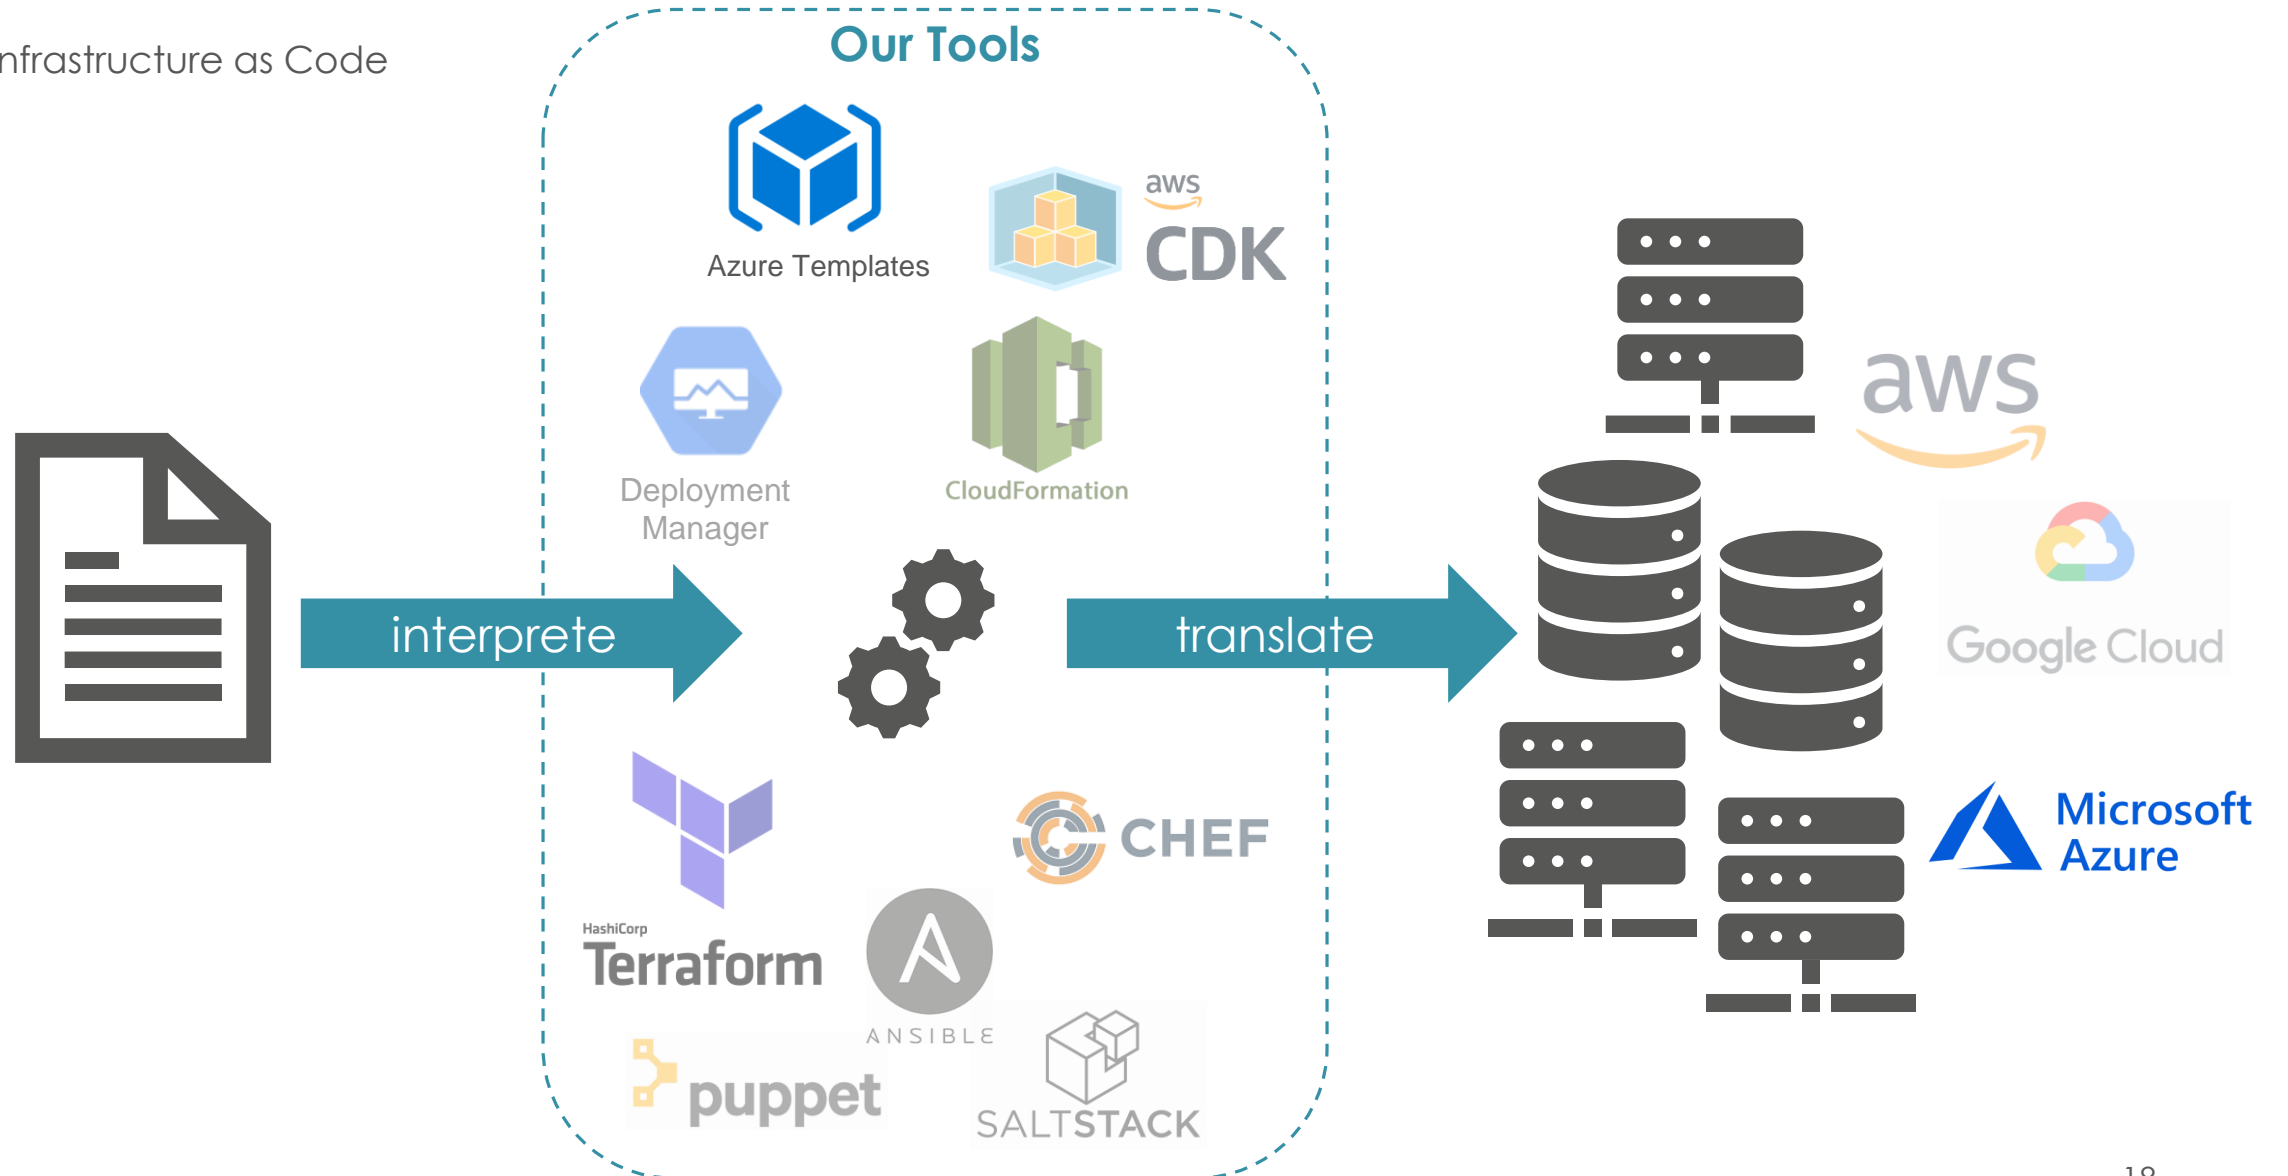 nfrastructure as Code
Our Tools
Azure Templates
aws
CDK
Deployment
Manager
CloudFormation
interprete
translate
aws
Google Cloud
Microsoft
Azure
HashiCorp
Terraform
CHEF
ANSIBLE
puppet
SALTSTACK
18